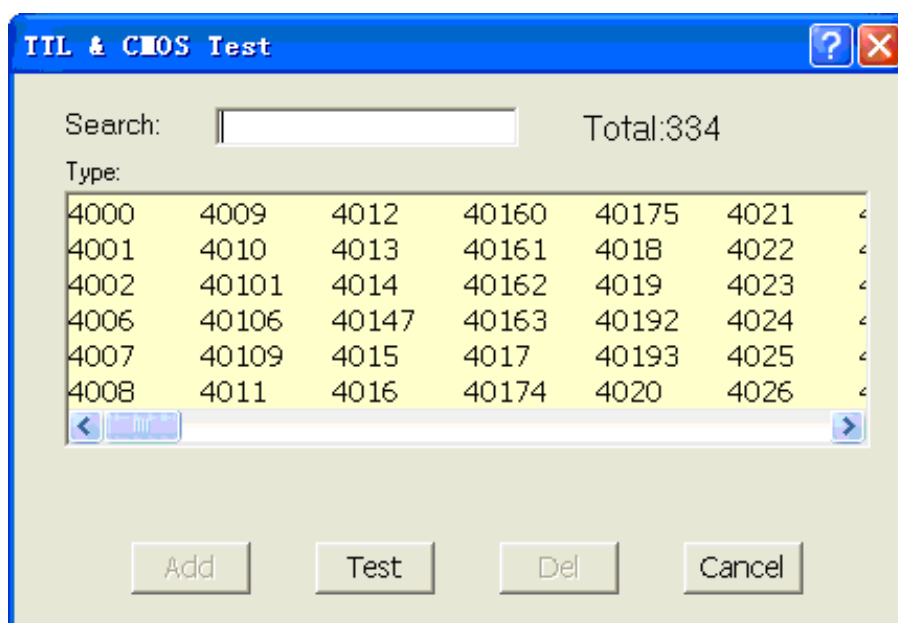 TTL & CMOS Test
Search: Total:334
Type:
4000 4009 4012 40160 40175 4021
4001 4010 4013 40161 4018 4022
4002 40101 4014 40162 4019 4023
4006 40106 40147 40163 40192 4024
4007 40109 4015 4017 40193 4025
4008 4011 4016 40174 4020 4026
Add Test Del Cancel